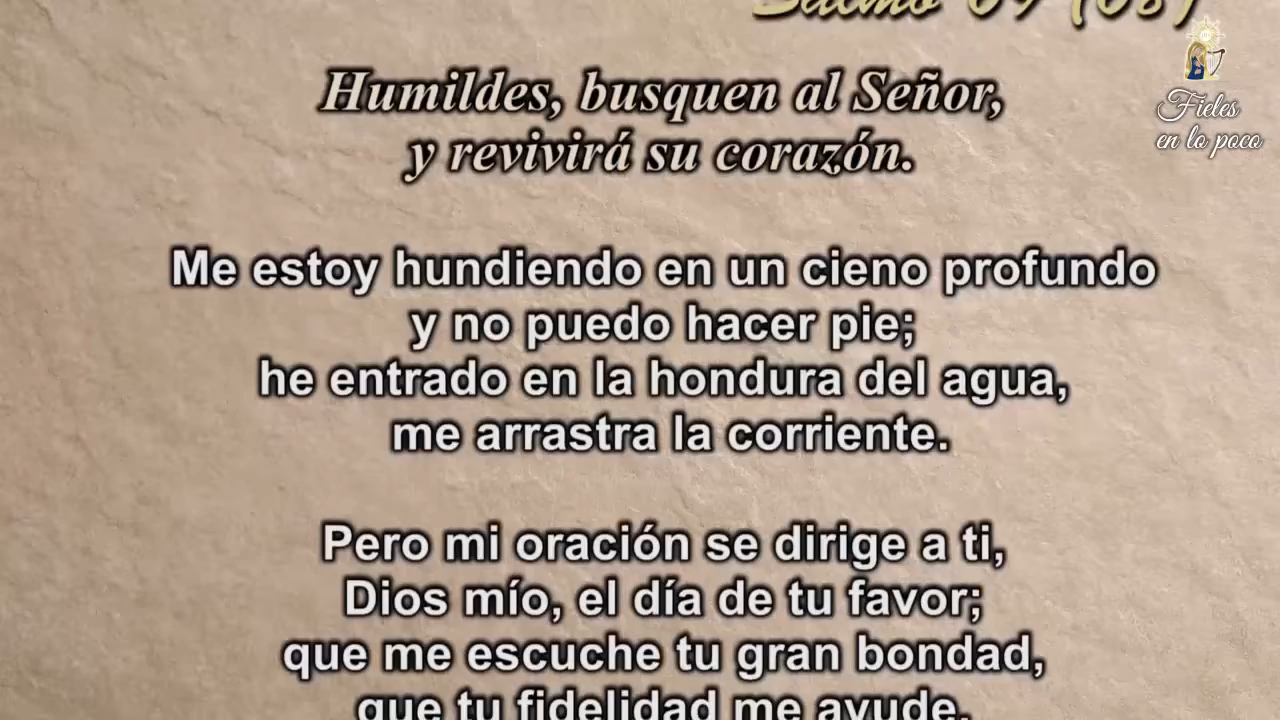 Salmo 69 (68)
Fieles
en lo poco
Humildes, busquen al Señor,
y revivirá su corazón.
Me estoy hundiendo en un cieno profundo
y no puedo hacer pie;
he entrado en la hondura del agua,
me arrastra la corriente.
Pero mi oración se dirige a ti,
Dios mío, el día de tu favor;
que me escuche tu gran bondad,
que tu fidelidad me ayude.